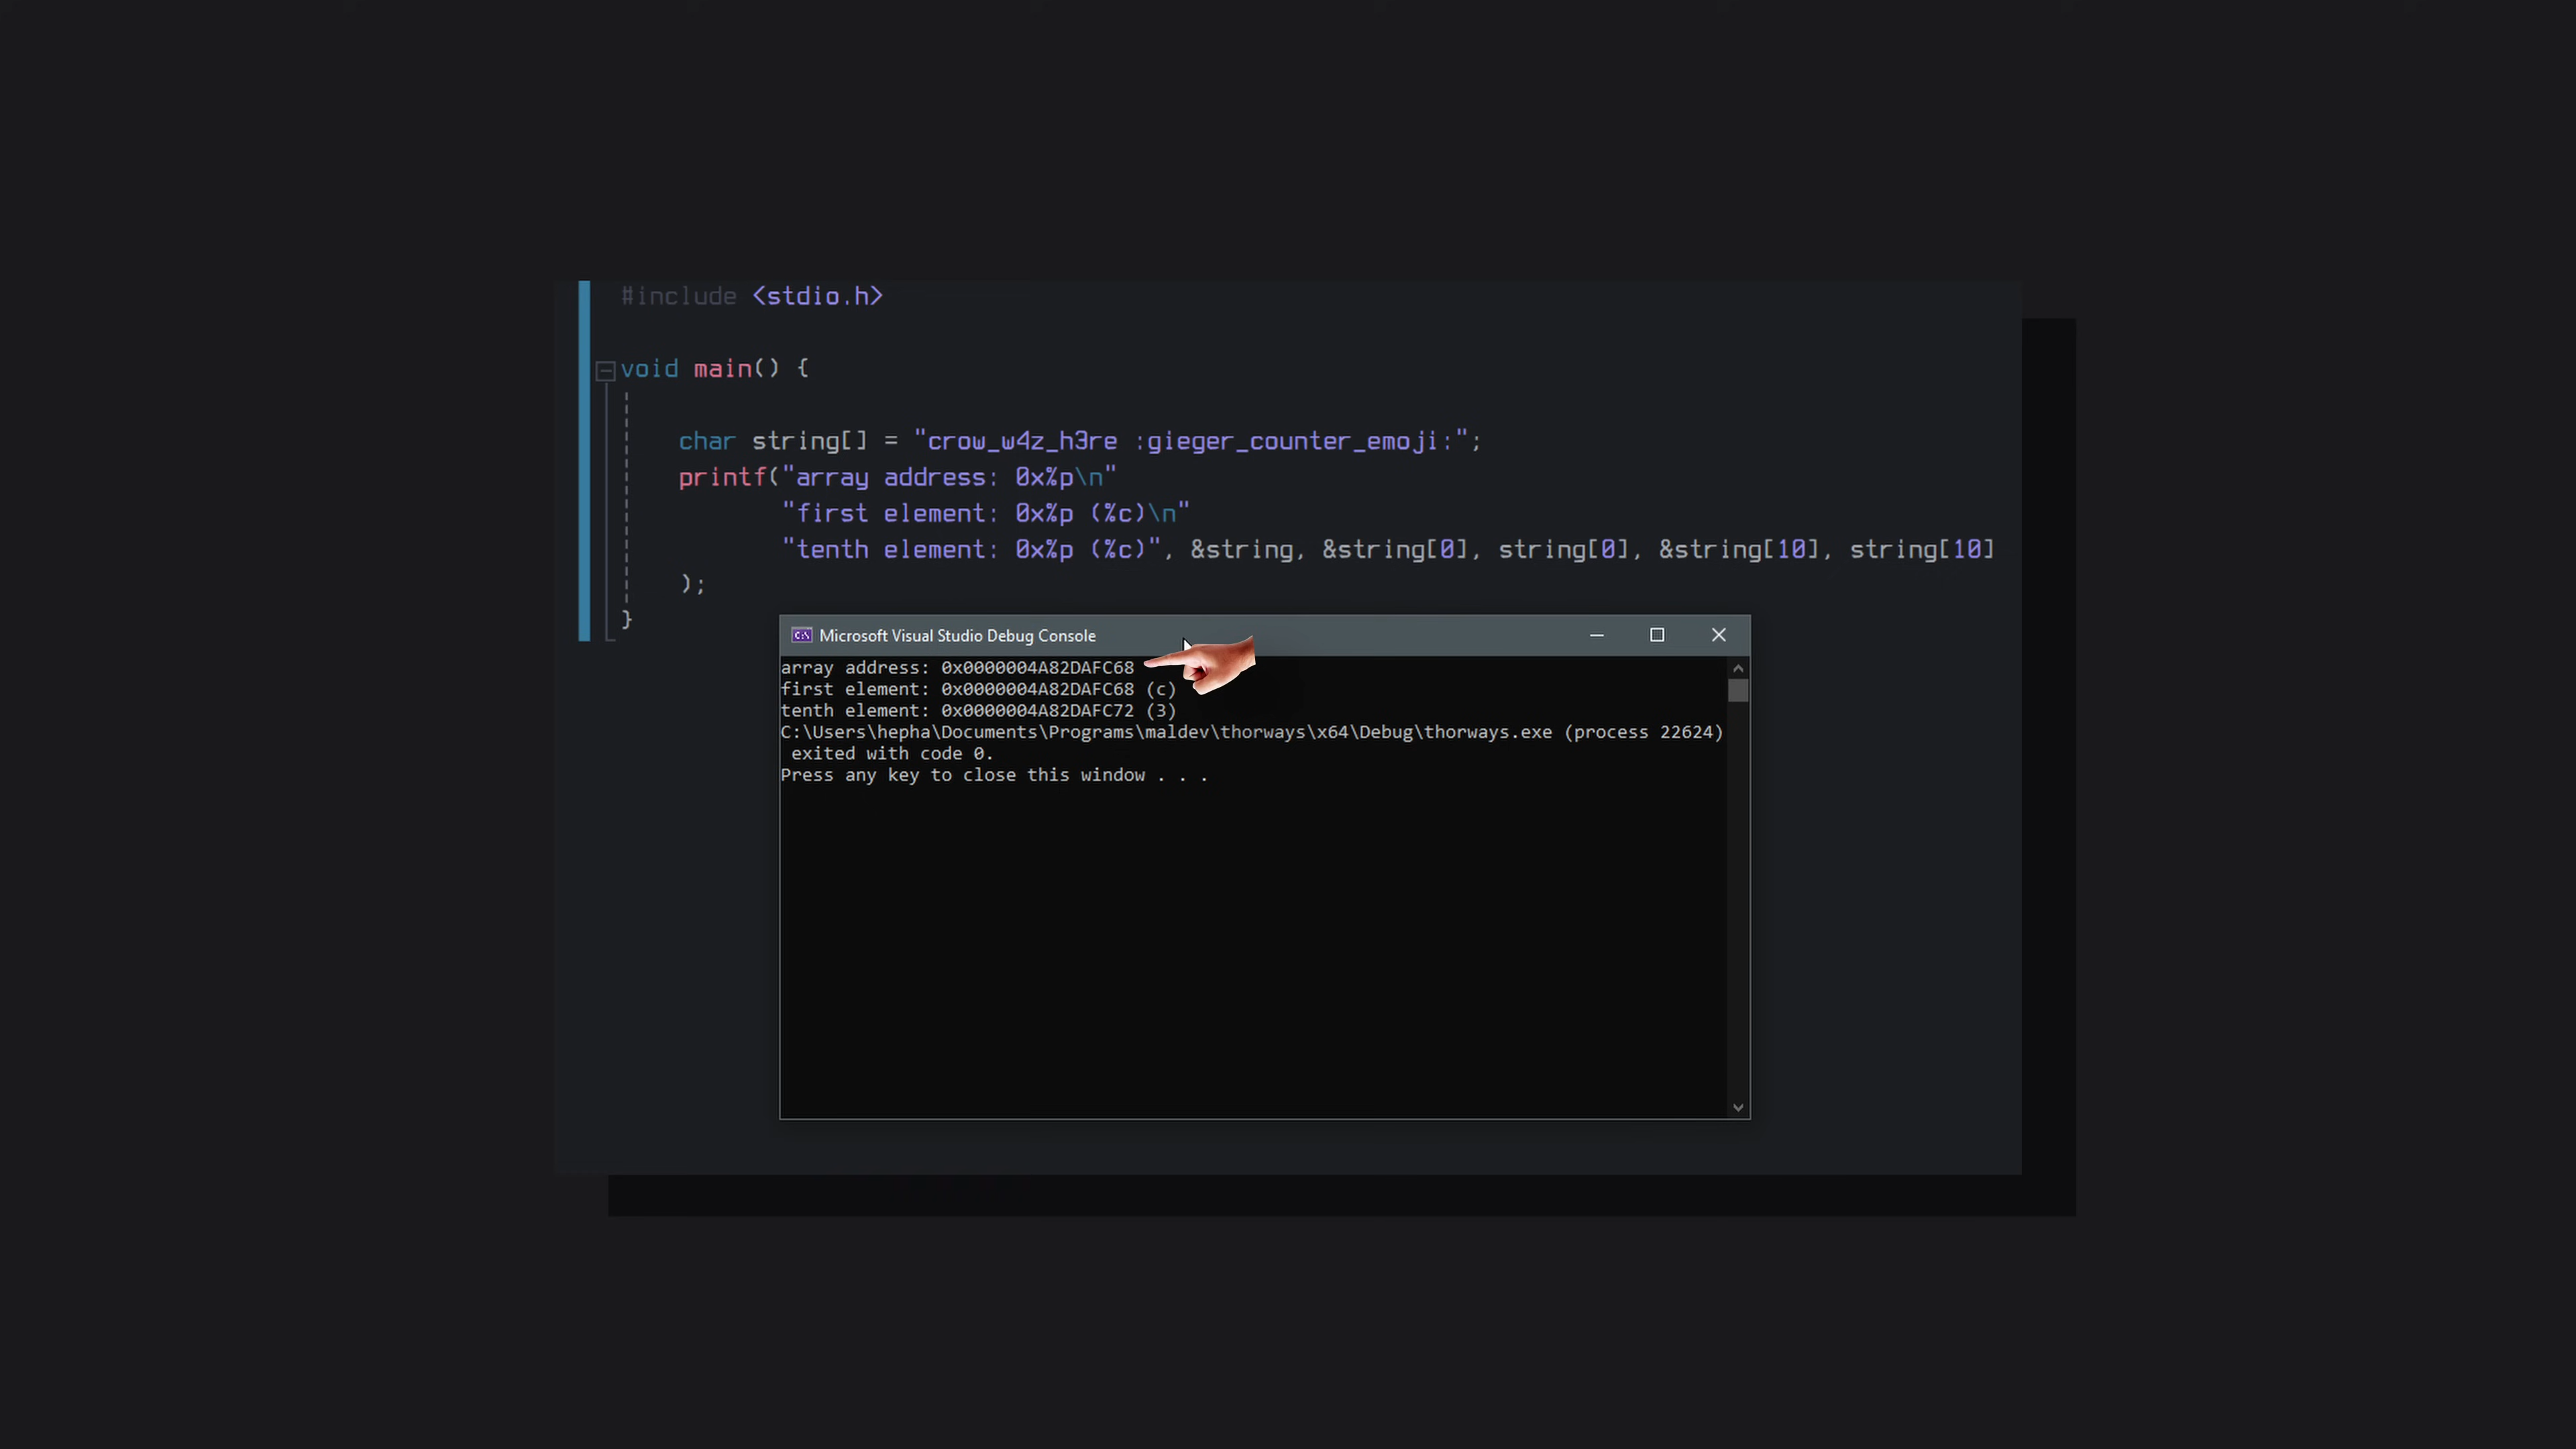 #include <stdio.h>
void main() {
char string[] = "crow_w4z_h3re :gieger_counter_emoji:";
printf("array address: 0x%p\n"
"first element: 0x%p (%c)\n"
"tenth element: 0x%p (%c)", &string, &string[0], string[0], &string[10], string[10]
);
}
Microsoft Visual Studio Debug Console
array address: 0x0000004A82DAFC68
first element: 0x0000004A82DAFC68 (c)
tenth element: 0x0000004A82DAFC72 (3)
C:\Users\hepha\Documents\Programs\maldev\thorways\x64\Debug\thorways.exe (process 22624)
exited with code 0.
Press any key to close this window . . .